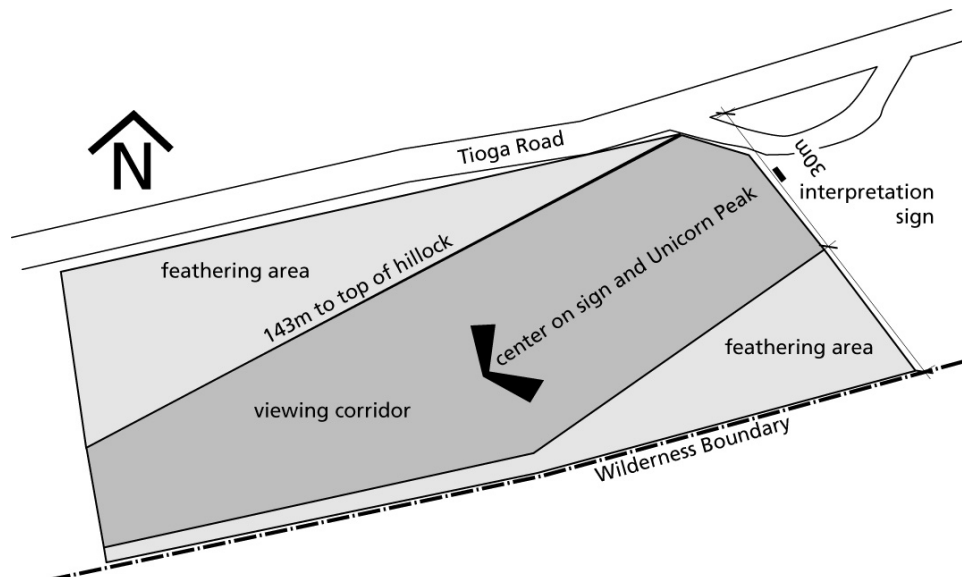 N
Tioga Road
30m
interpretation
sign
feathering area
143m to top of hillock
center on sign and Unicorn Peak
feathering area
viewing corridor
Wilderness Boundary